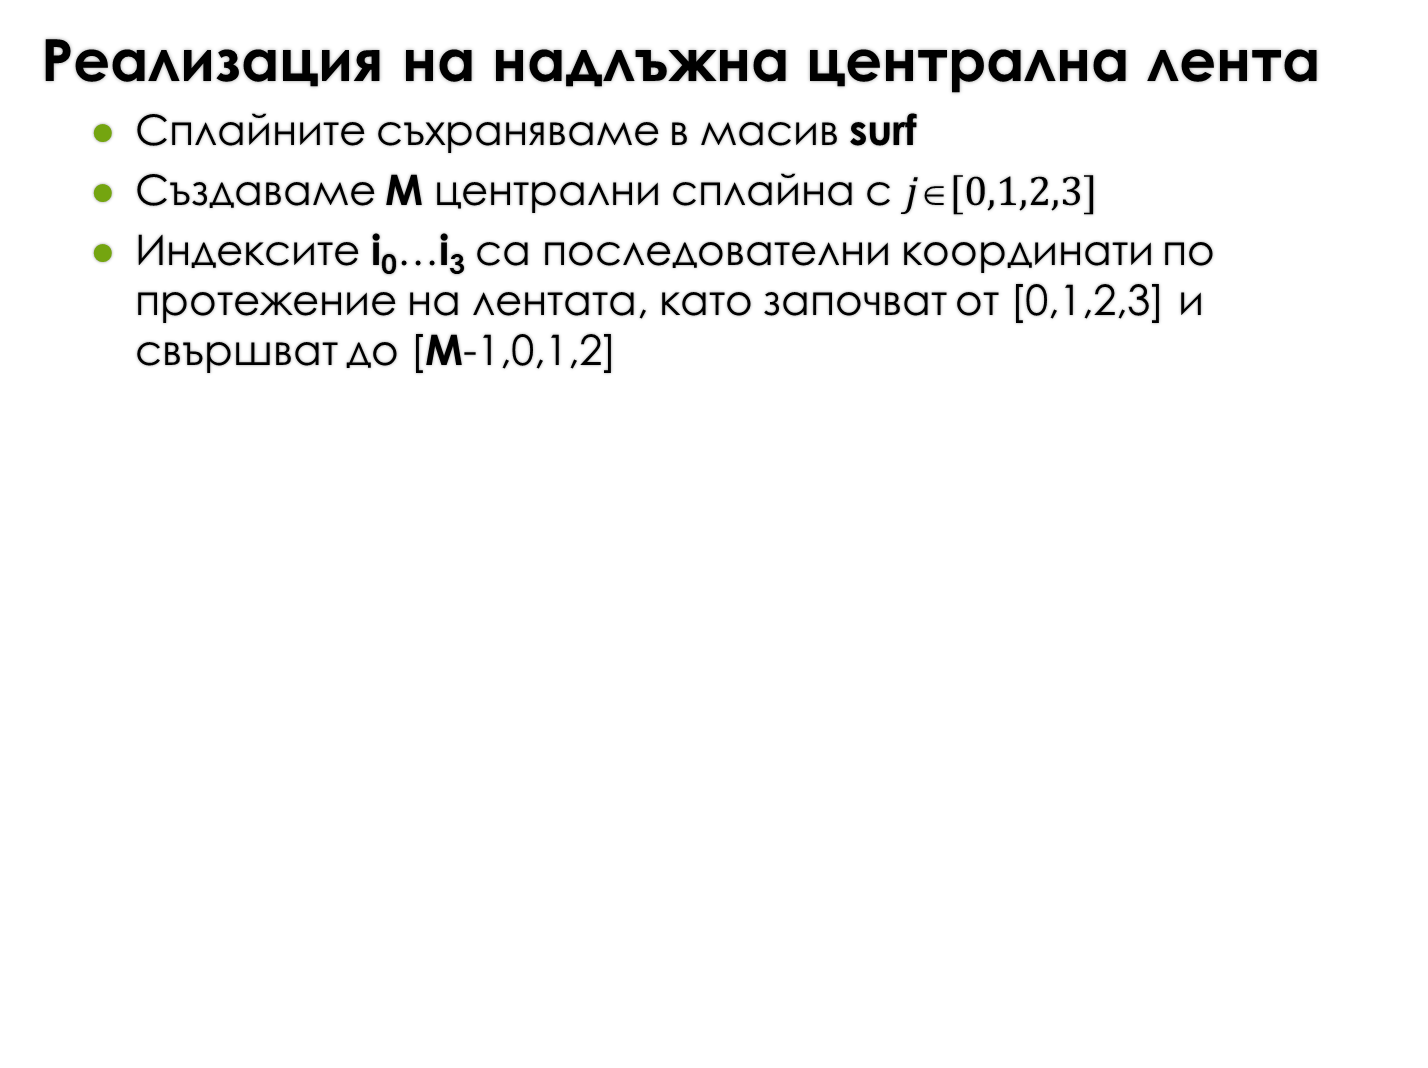 Реализация на надлъжна централна лента
● Сплайните съхраняваме в масив surf
● Създаваме M централни сплайна с j∈[0,1,2,3]
● Индексите i₀…i₃ са последователни координати по
протежение на лентата, като започват от [0,1,2,3] и
свършват до [M-1,0,1,2]